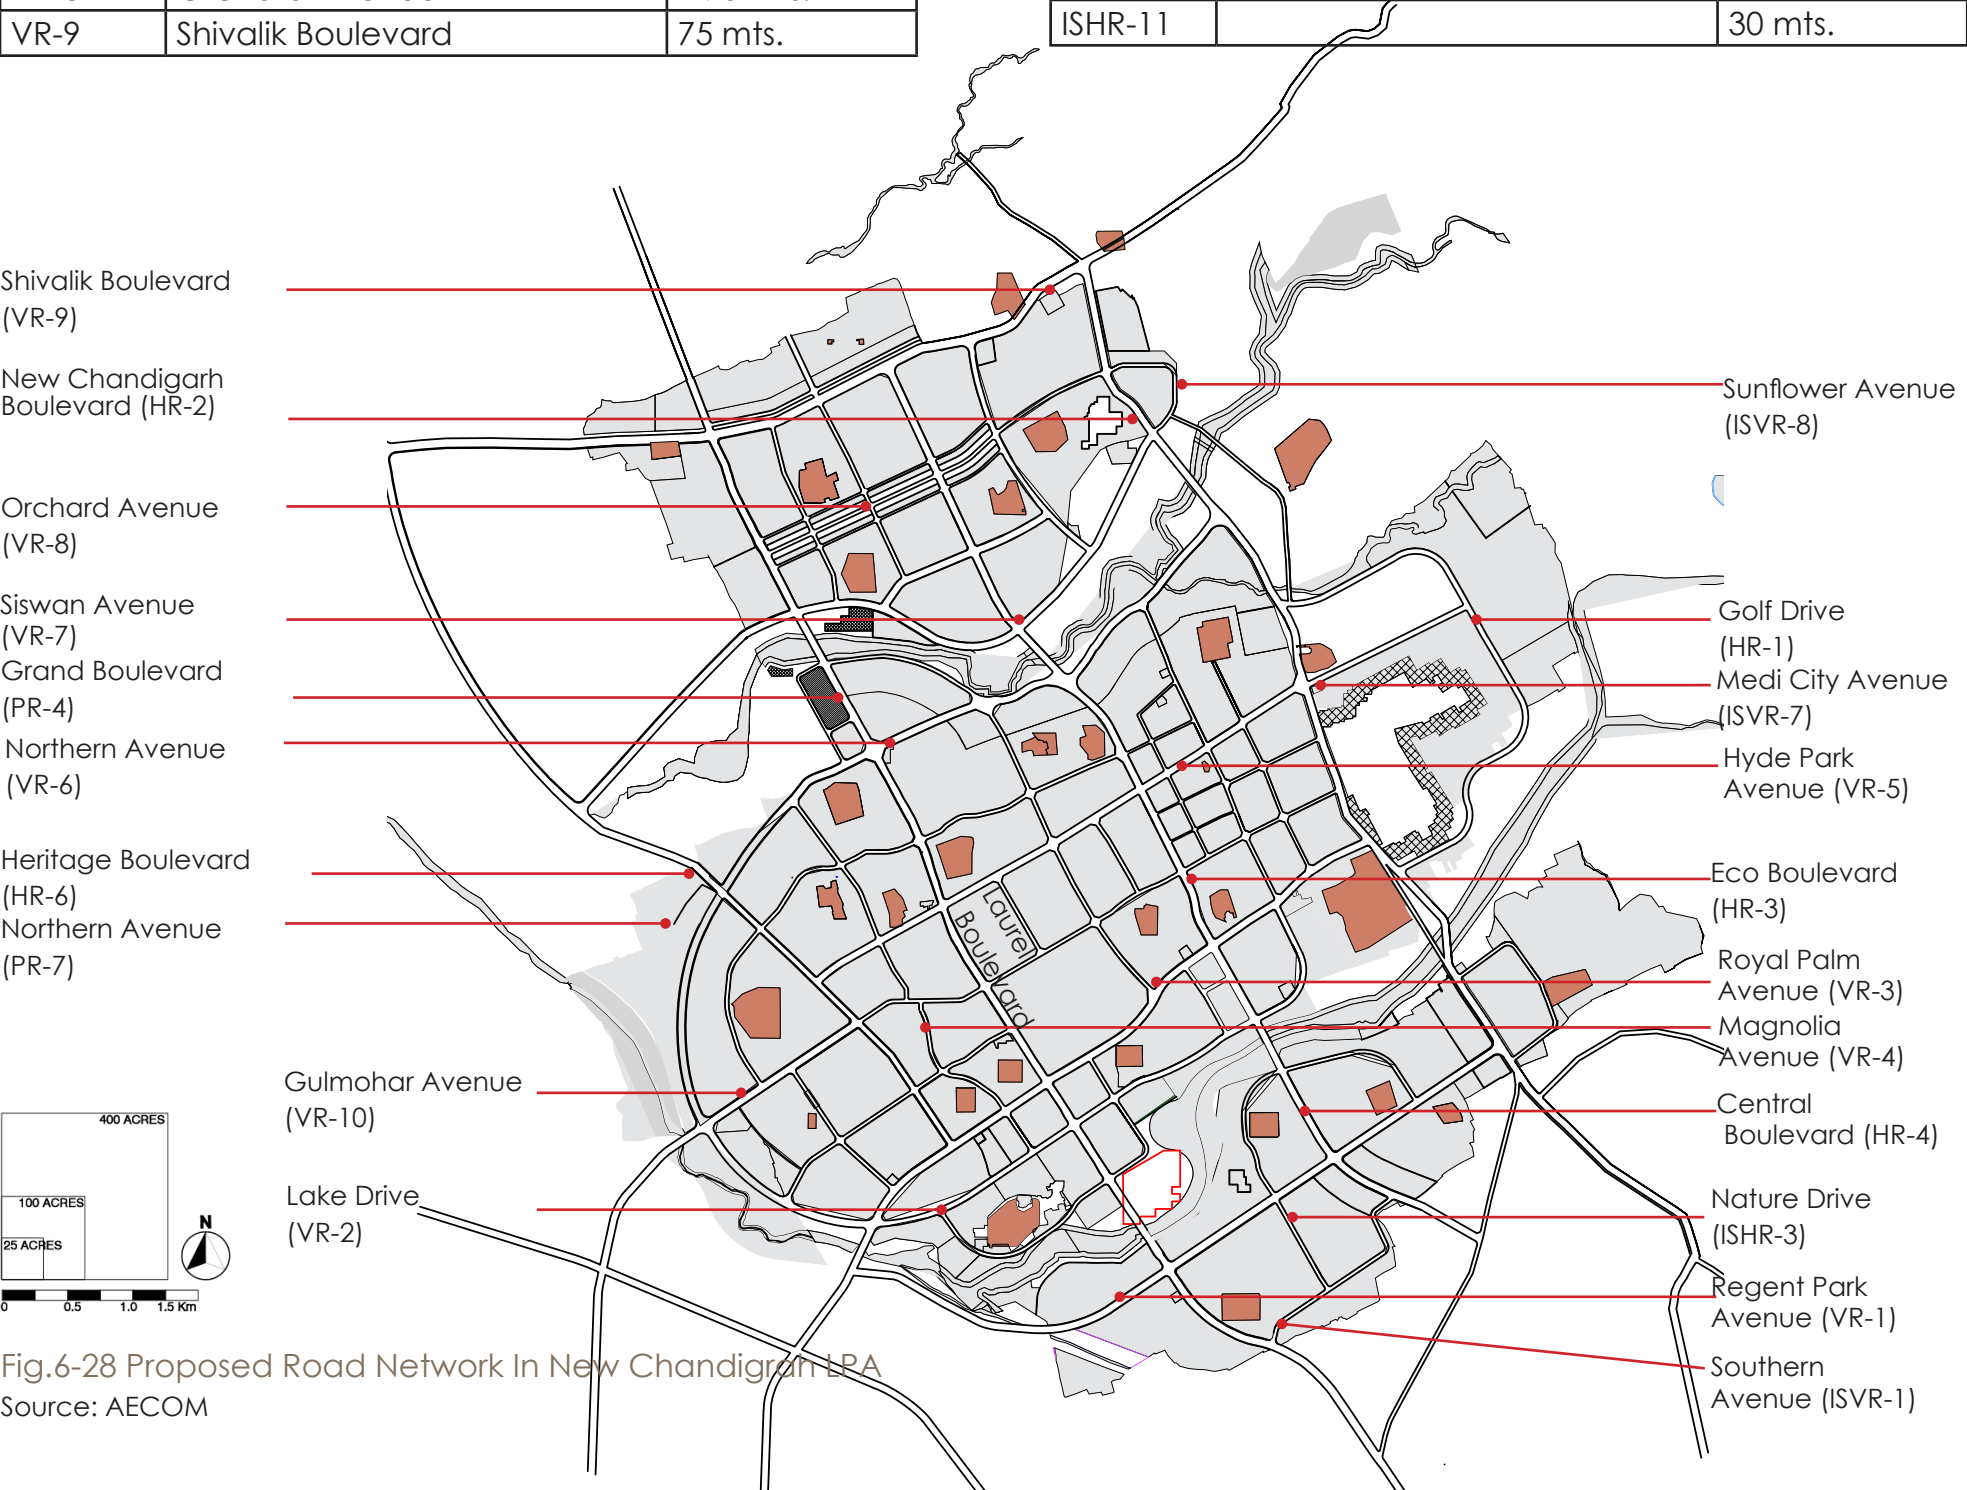 VR-9 Shivalik Boulevard 75 mts.
ISHR-11 30 mts.
Shivalik Boulevard
(VR-9)
New Chandigarh
Boulevard (HR-2)
Orchard Avenue
(VR-8)
Siswan Avenue
(VR-7)
Grand Boulevard
(PR-4)
Northern Avenue
(VR-6)
Heritage Boulevard
(HR-6)
Northern Avenue
(PR-7)
Gulmohar Avenue
(VR-10)
Lake Drive
(VR-2)
Laurel
Boulevard
Sunflower Avenue
(ISVR-8)
Golf Drive
(HR-1)
Medi City Avenue
(ISVR-7)
Hyde Park
Avenue (VR-5)
Eco Boulevard
(HR-3)
Royal Palm
Avenue (VR-3)
Magnolia
Avenue (VR-4)
Central
Boulevard (HR-4)
Nature Drive
(ISHR-3)
Regent Park
Avenue (VR-1)
Southern
Avenue (ISVR-1)
400 ACRES
100 ACRES
25 ACRES
N
0 0.5 1.0 1.5 Km
Fig.6-28 Proposed Road Network In New Chandigrah LPA
Source: AECOM